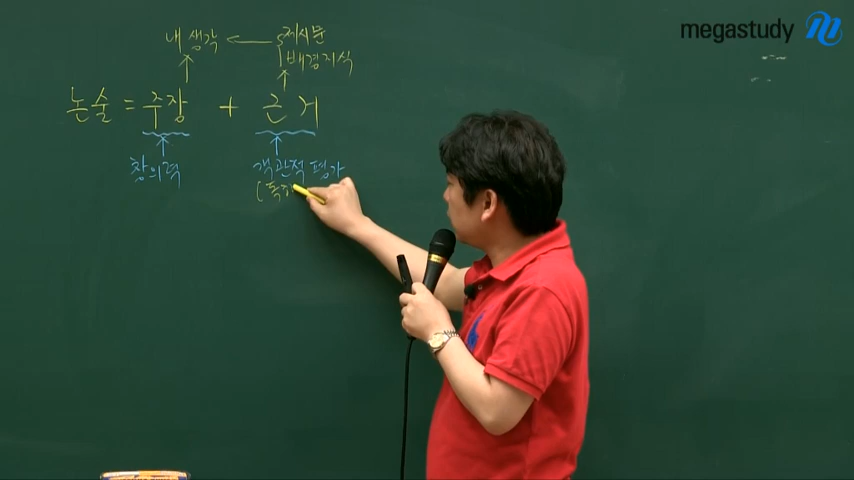 megastudy
내 생각 ← 제시문
배경지식
논술 = 주장 + 근거
창의력 객관적 평가
(독